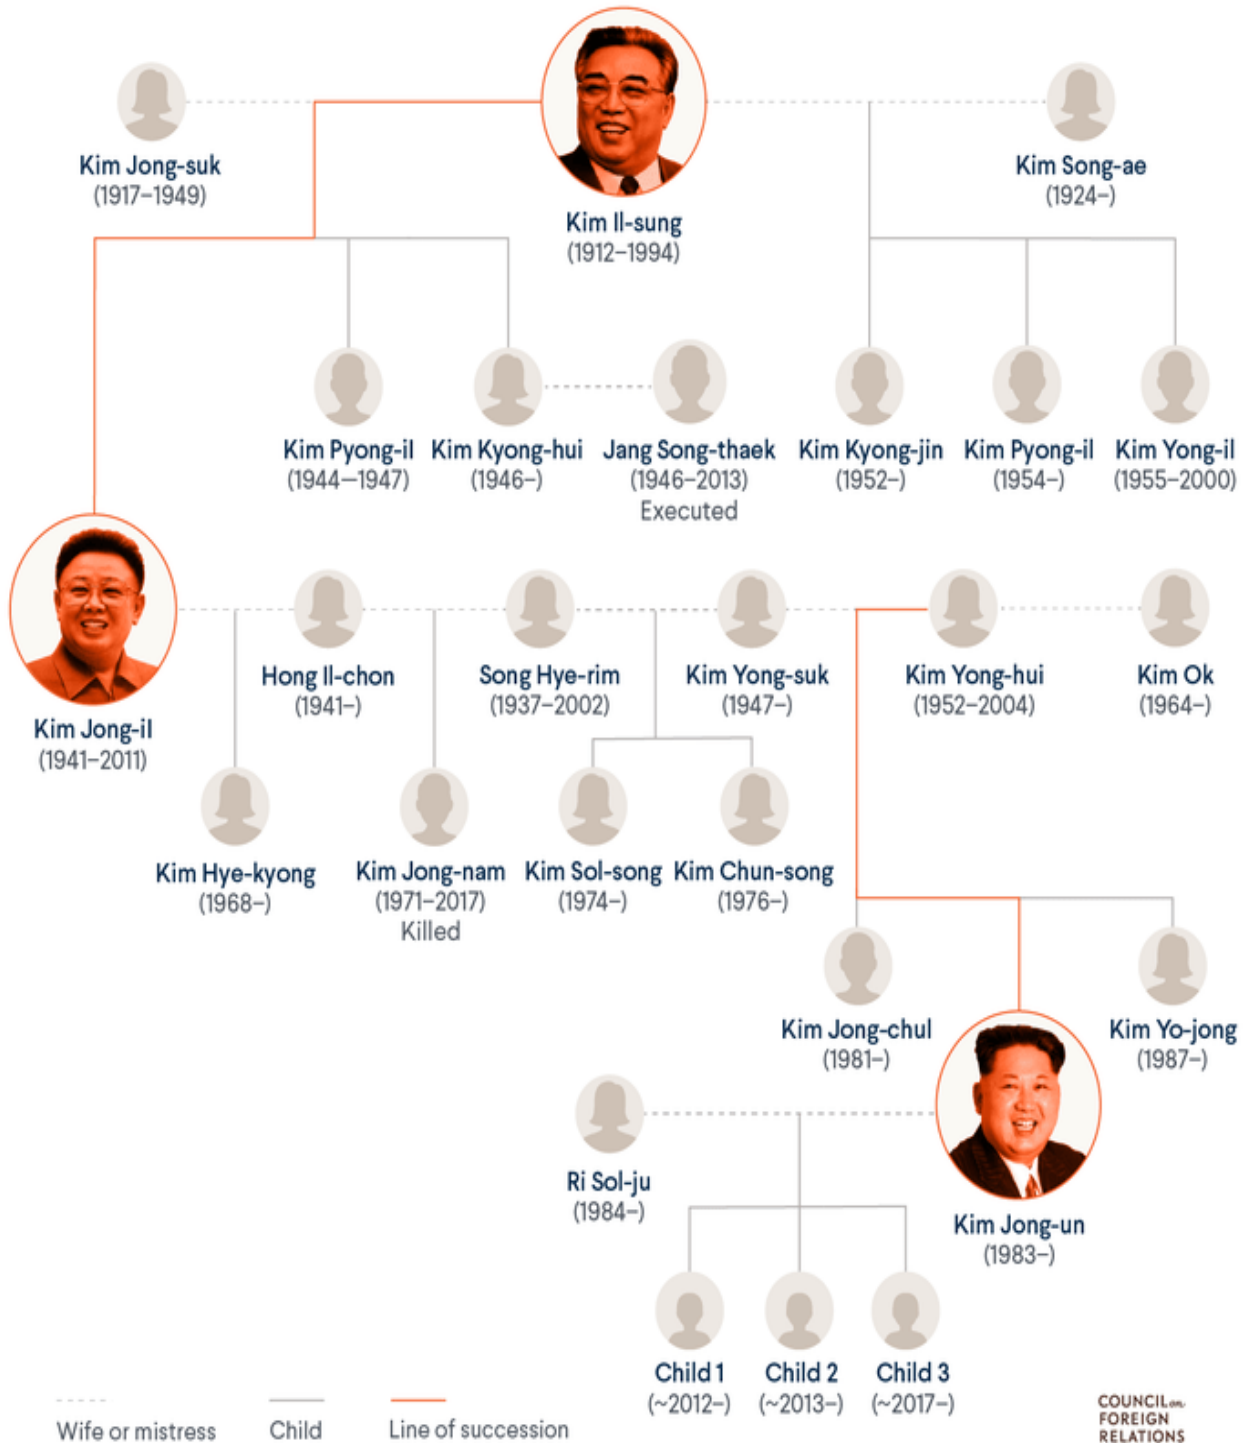 Kim Jong-suk
(1917–1949)
Kim Il-sung
(1912–1994)
Kim Song-ae
(1924–)
Kim Pyong-il
(1944—1947)
Kim Kyong-hui
(1946–)
Jang Song-thaek
(1946–2013)
Executed
Kim Kyong-jin
(1952–)
Kim Pyong-il
(1954–)
Kim Yong-il
(1955–2000)
Kim Jong-il
(1941–2011)
Hong Il-chon
(1941–)
Song Hye-rim
(1937–2002)
Kim Yong-suk
(1947–)
Kim Yong-hui
(1952–2004)
Kim Ok
(1964–)
Kim Hye-kyong
(1968–)
Kim Jong-nam
(1971–2017)
Killed
Kim Sol-song
(1974–)
Kim Chun-song
(1976–)
Kim Jong-chul
(1981–)
Kim Yo-jong
(1987–)
Ri Sol-ju
(1984–)
Kim Jong-un
(1983–)
Child 1
(~2012–)
Child 2
(~2013–)
Child 3
(~2017–)
Wife or mistress
Child
Line of succession
COUNCIL on
FOREIGN
RELATIONS